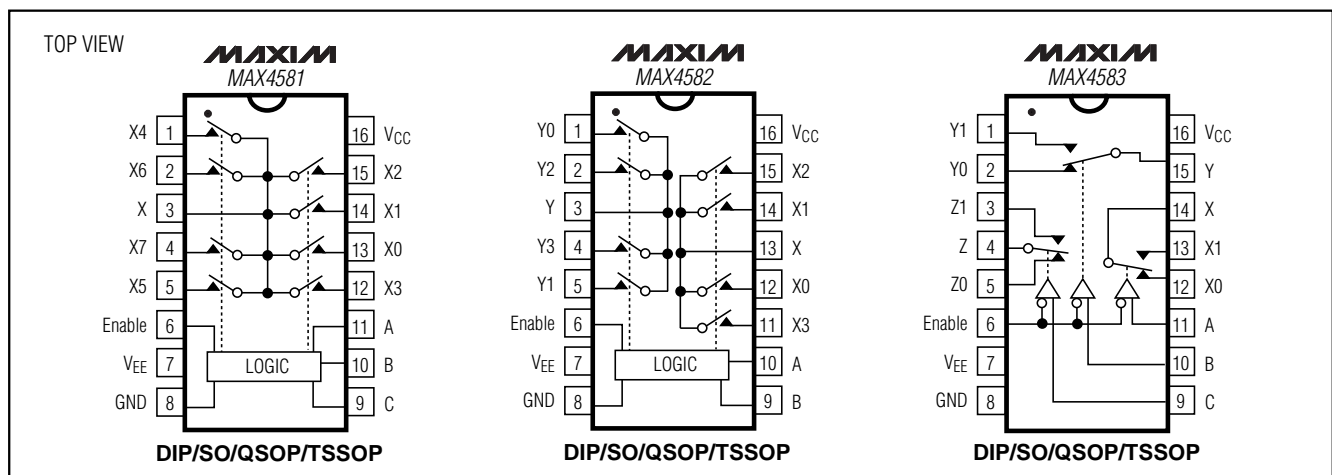 TOP VIEW
MAXIM
MAX4581
X4 1
X6 2
X 3
X7 4
X5 5
Enable 6
VEE 7
GND 8
16 VCC
15 X2
14 X1
13 X0
12 X3
11 A
10 B
9 C
LOGIC
DIP/SO/QSOP/TSSOP
MAXIM
MAX4582
Y0 1
Y2 2
Y 3
Y3 4
Y1 5
Enable 6
VEE 7
GND 8
16 VCC
15 X2
14 X1
13 X
12 X0
11 X3
10 A
9 B
LOGIC
DIP/SO/QSOP/TSSOP
MAXIM
MAX4583
Y1 1
Y0 2
Z1 3
Z 4
Z0 5
Enable 6
VEE 7
GND 8
16 VCC
15 Y
14 X
13 X1
12 X0
11 A
10 B
9 C
DIP/SO/QSOP/TSSOP